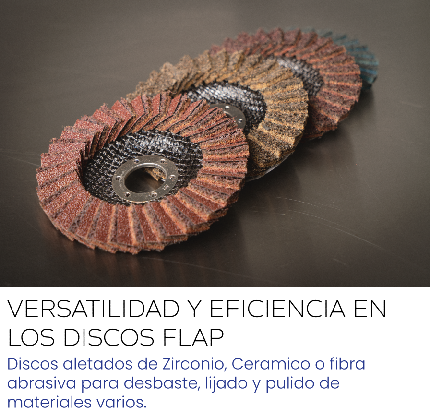 VERSATILIDAD Y EFICIENCIA EN
LOS DISCOS FLAP
Discos aletados de Zirconio, Ceramico o fibra
abrasiva para desbaste, lijado y pulido de
materiales varios.